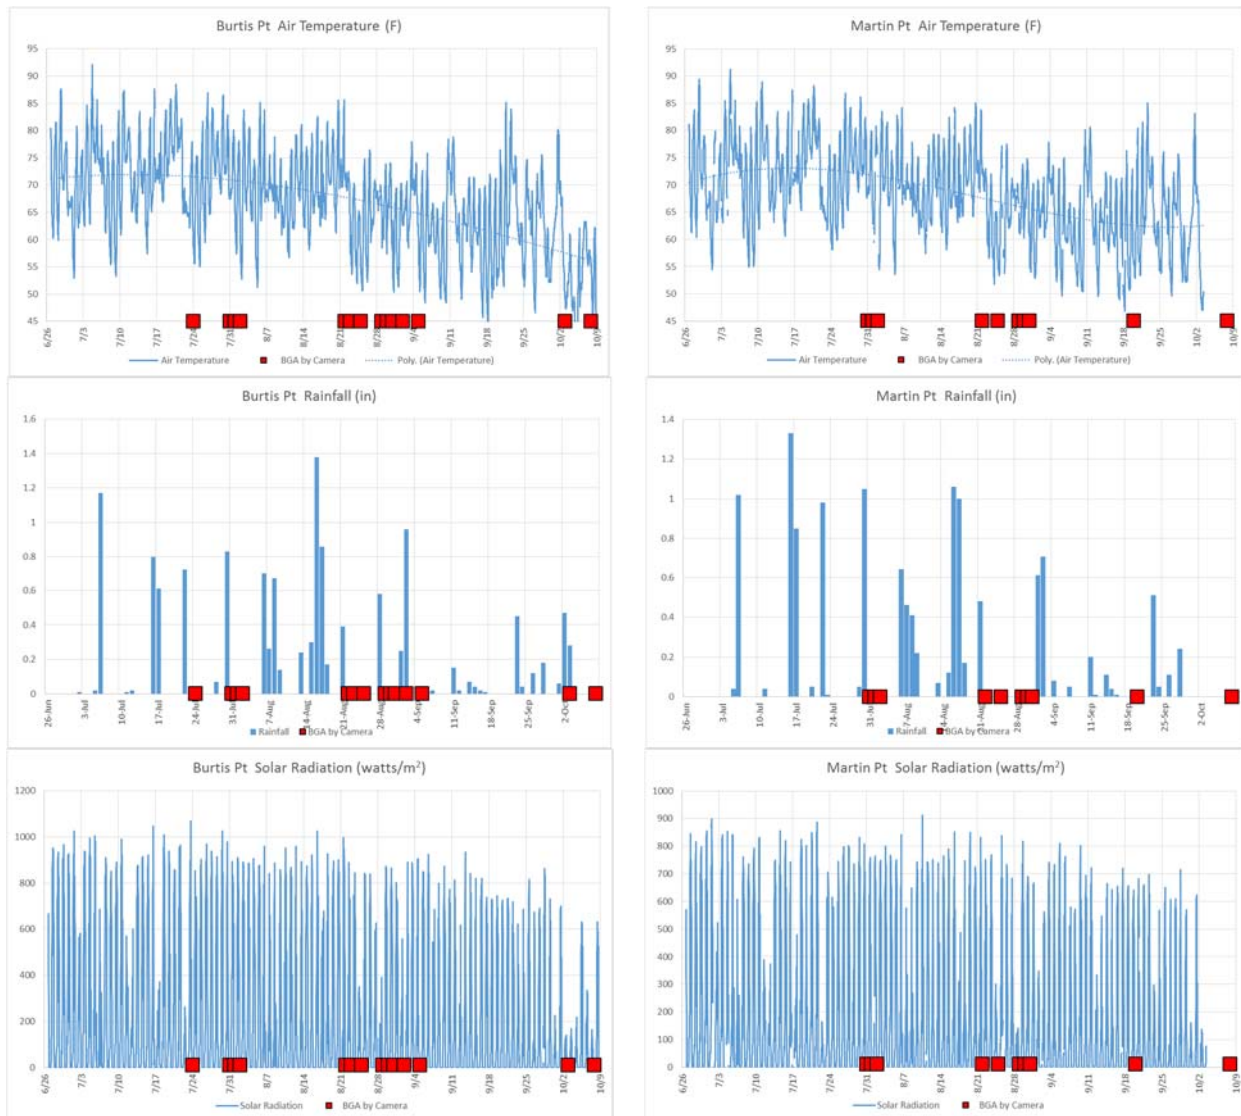 Burtis Pt Air Temperature (F)
95
90
85
80
75
70
65
60
55
50
45
6/26
7/3
7/10
7/17
7/24
7/31
8/7
8/14
8/21
8/28
9/4
9/11
9/18
9/25
10/2
10/9
Air Temperature
BGA by Camera
Poly. (Air Temperature)
Martin Pt Air Temperature (F)
95
90
85
80
75
70
65
60
55
50
45
6/26
7/3
7/10
7/17
7/24
7/31
8/7
8/14
8/21
8/28
9/4
9/11
9/18
9/25
10/2
10/9
Air Temperature
BGA by Camera
Poly. (Air Temperature)
Burtis Pt Rainfall (in)
1.6
1.4
1.2
1
0.8
0.6
0.4
0.2
0
26-Jun
3-Jul
10-Jul
17-Jul
24-Jul
31-Jul
7-Aug
14-Aug
21-Aug
28-Aug
4-Sep
11-Sep
18-Sep
25-Sep
2-Oct
Rainfall
BGA by Camera
Martin Pt Rainfall (in)
1.4
1.2
1
0.8
0.6
0.4
0.2
0
26-Jun
3-Jul
10-Jul
17-Jul
24-Jul
31-Jul
7-Aug
14-Aug
21-Aug
28-Aug
4-Sep
11-Sep
18-Sep
25-Sep
2-Oct
Rainfall
BGA by Camera
Burtis Pt Solar Radiation (watts/m²)
1200
1000
800
600
400
200
0
6/26
7/3
7/10
7/17
7/24
7/31
8/7
8/14
8/21
8/28
9/4
9/11
9/18
9/25
10/2
10/9
Solar Radiation
BGA by Camera
Martin Pt Solar Radiation (watts/m²)
1000
900
800
700
600
500
400
300
200
100
0
6/26
7/3
7/10
7/17
7/24
7/31
8/7
8/14
8/21
8/28
9/4
9/11
9/18
9/25
10/2
10/9
Solar Radiation
BGA by Camera